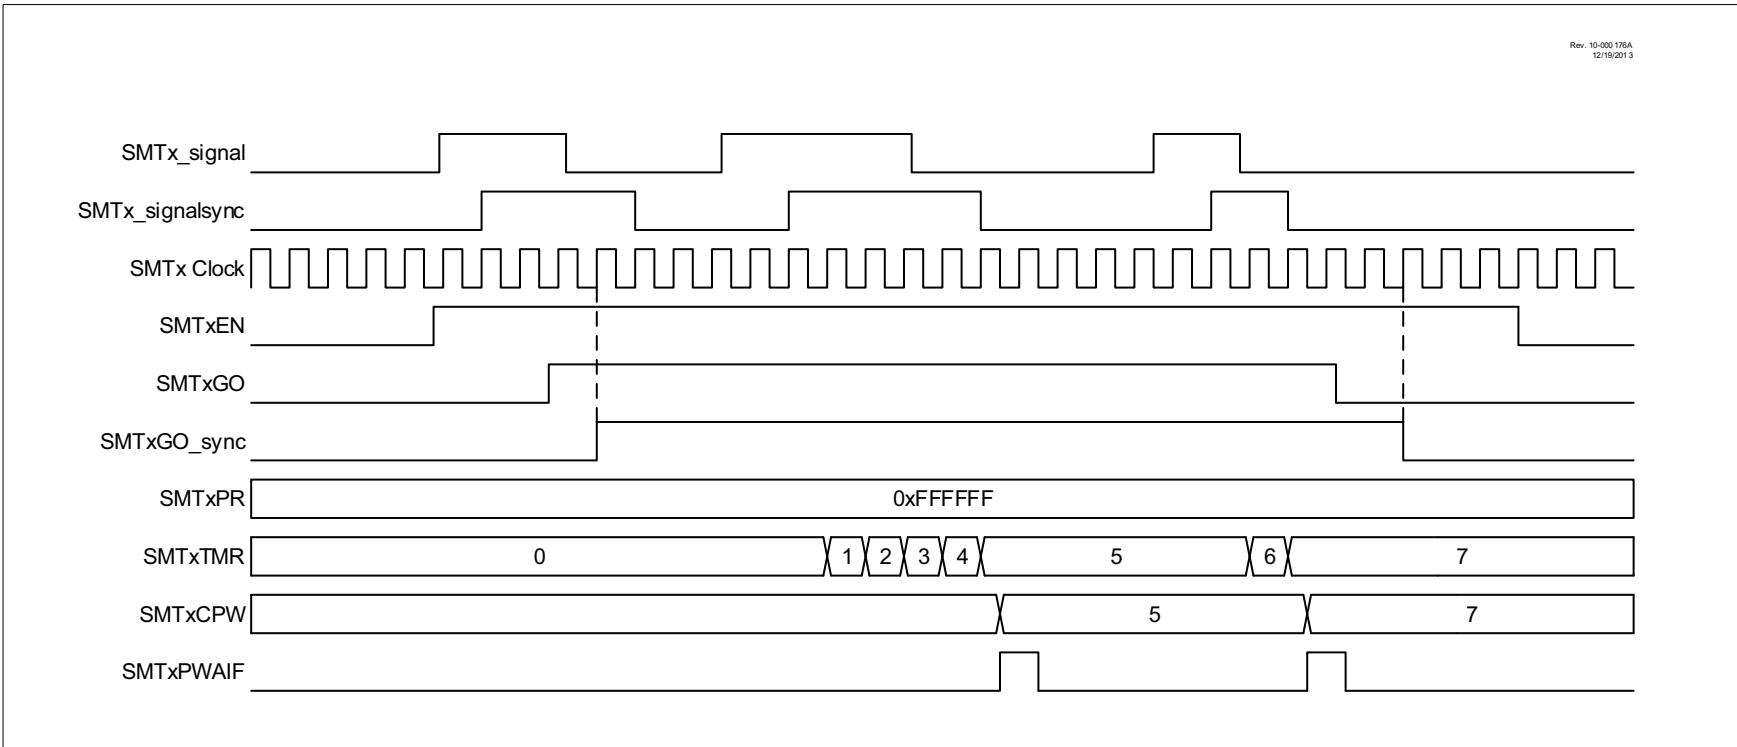 Rev. 10-000 176A
12/19/201 3
SMTx_signal
SMTx_signalsync
SMTx Clock
SMTxEN
SMTxGO
SMTxGO_sync
SMTxPR 0xFFFFFF
SMTxTMR 0 1 2 3 4 5 6 7
SMTxCPW 5 7
SMTxPWAIF